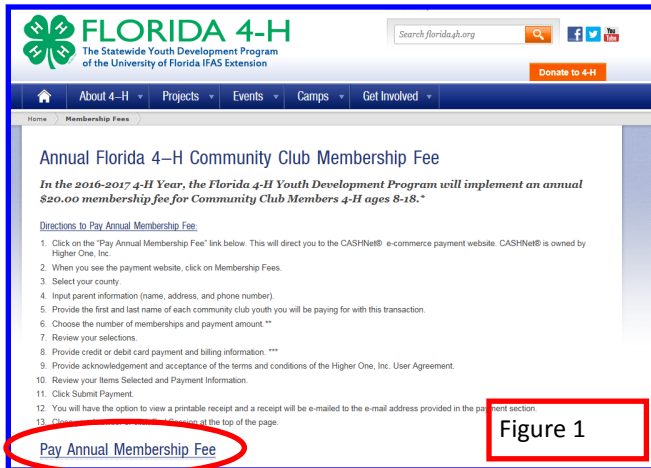 FLORIDA 4-H
The Statewide
Youth Development Program
of the University of Florida IFAS Extension
Search florida4h.org
f
You
Tube
Donate to 4-H
About 4–H Projects Events Camps Get Involved
Home Membership Fees
Annual Florida 4–H Community Club Membership Fee
In the 2016-2017 4-H Year, the Florida 4-H Youth Development Program will implement an annual
$20.00 membership fee for Community Club Members 4-H ages 8-18.*
Directions to Pay Annual Membership Fee:
1. Click on the "Pay Annual Membership Fee" link below. This will direct you to the CASHNet® e-commerce payment website. CASHNet® is owned by
Higher One, Inc.
2. When you see the payment website, click on Membership Fees.
3. Select your county.
4. Input parent information (name, address, and phone number).
5. Provide the first and last name of each community club youth you will be paying for with this transaction.
6. Choose the number of memberships and payment amount.**
7. Review your selections.
8. Provide credit or debit card payment and billing information. ***
9. Provide acknowledgement and acceptance of the terms and conditions of the Higher One, Inc. User Agreement.
10. Review your Items Selected and Payment Information.
11. Click Submit Payment.
12. You will have the option to view a printable receipt and a receipt will be e-mailed to the e-mail address provided in the payment section.
13. Session at the top of the page.
Pay Annual Membership Fee
Figure 1